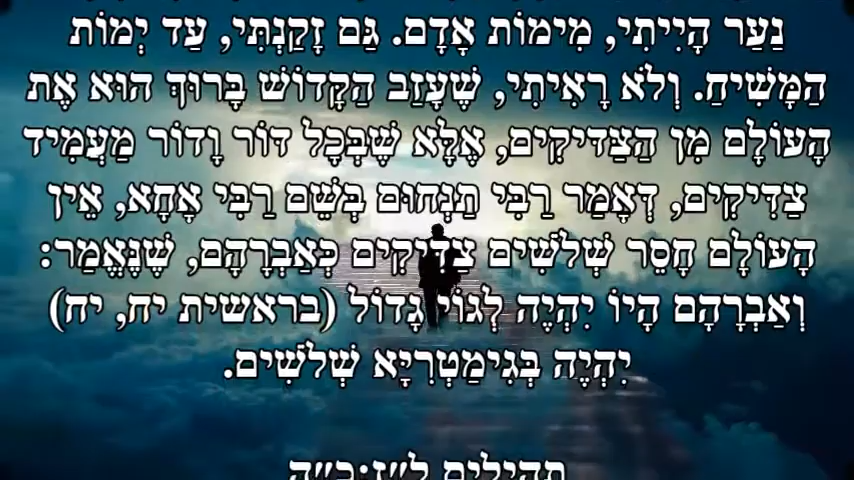 נַעַר הָיִיתִי, מִימוֹת אָדָם. גַּם זָקַנְתִּי, עַד יְמוֹת
הַמָּשִׁיחַ. וְלֹא רָאִיתִי, שֶׁעָזַב הַקָּדוֹשׁ בָּרוּךְ הוּא אֶת
הָעוֹלָם מִן הַצַּדִּיקִים, אֶלָּא שֶׁבְּכָל דּוֹר וָדוֹר מַעֲמִיד
צַדִּיקִים, דְּאָמַר רַבִּי תַּנְחוּם בְּשֵׁם רַבִּי אָחָא, אֵין
הָעוֹלָם חָסֵר שְׁלֹשִׁים צַדִּיקִים כְּאַבְרָהָם, שֶׁנֶּאֱמַר:
וְאַבְרָהָם הָיוֹ יִהְיֶה לְגוֹי גָּדוֹל (בראשית יח, יח)
יִהְיֶה בְּגִימַטְרִיָּא שְׁלֹשִׁים.
תהילים ל״ז:כ״ה